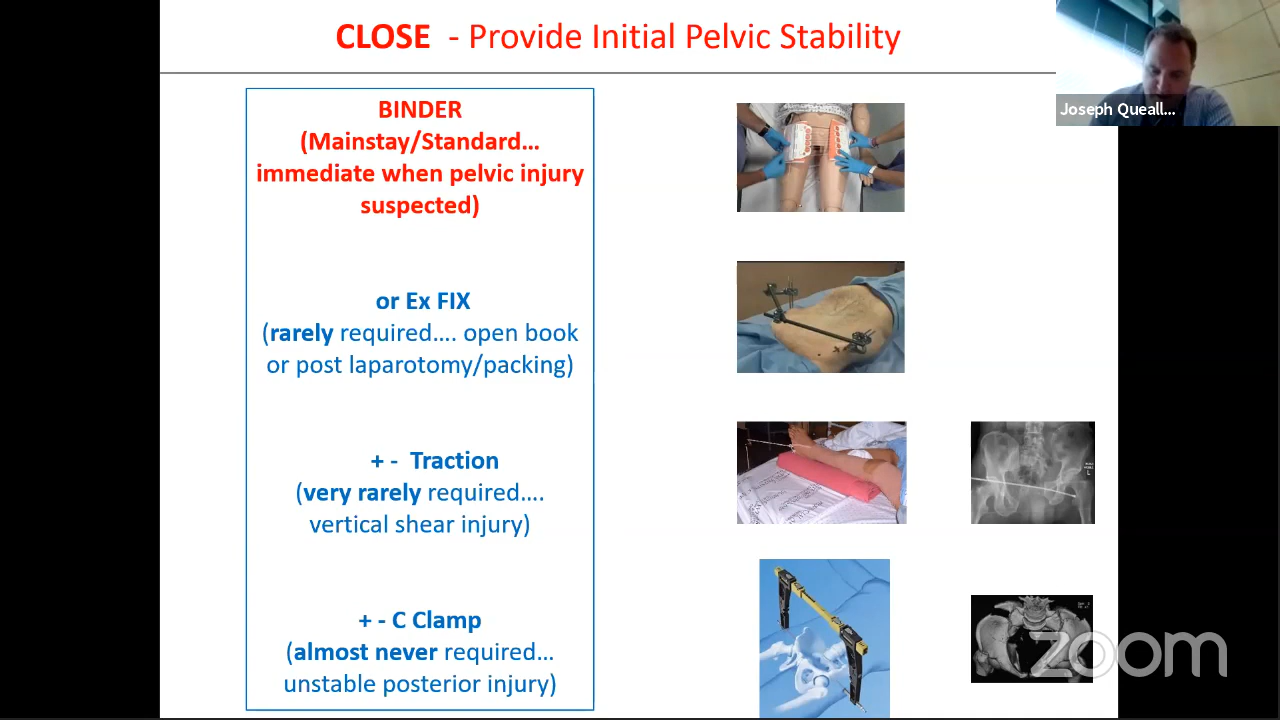 CLOSE - Provide Initial Pelvic Stability
Joseph Queall...
BINDER
(Mainstay/Standard...
immediate when pelvic injury
suspected)
or Ex FIX
(rarely required.... open book
or post laparotomy/packing)
+ - Traction
(very rarely required....
vertical shear injury)
+ - C Clamp
(almost never required...
unstable posterior injury)
L
zoom